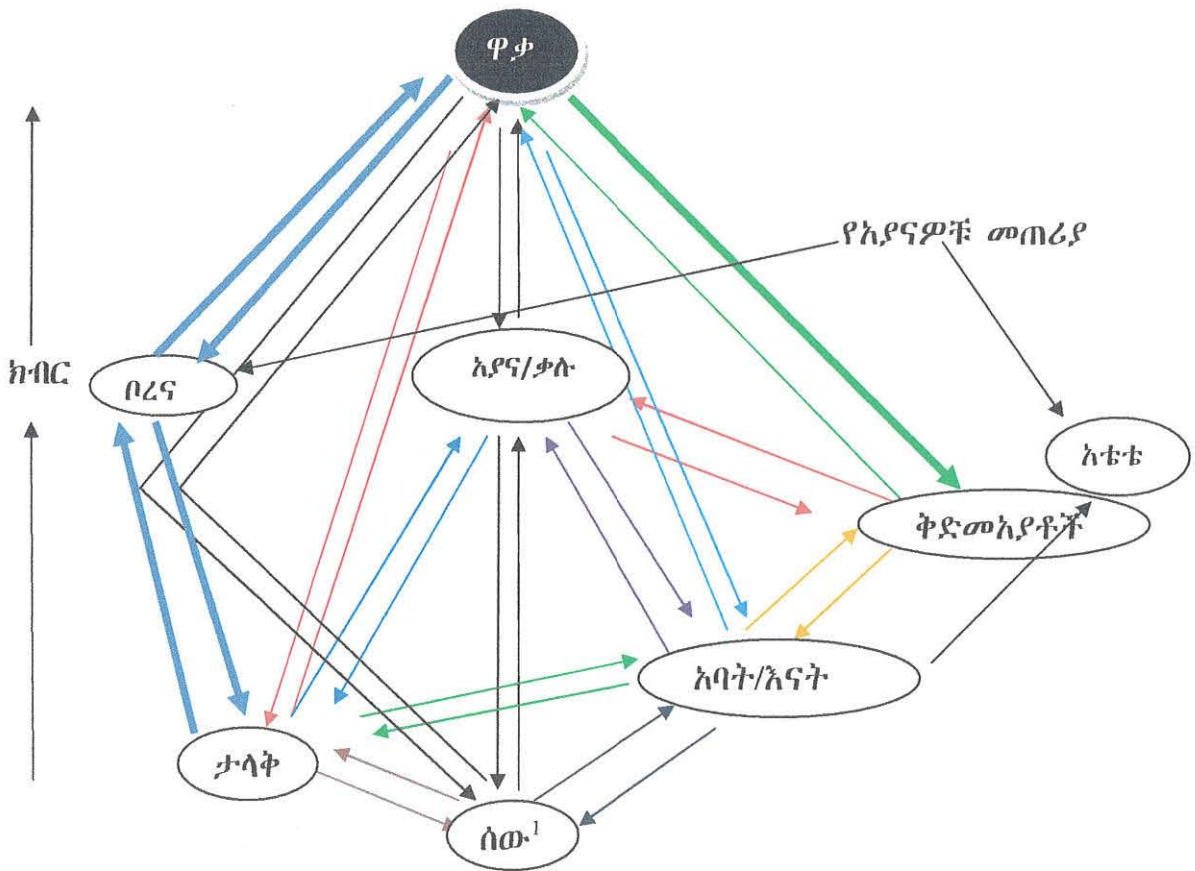 ዋቃ
የአያናዎቹ መጠሪያ
ክብር
ቦረና
አያና/ቃሉ
አቴቴ
ቅድመአያቶች
አባት/እናት
ታላቅ
ሰው¹